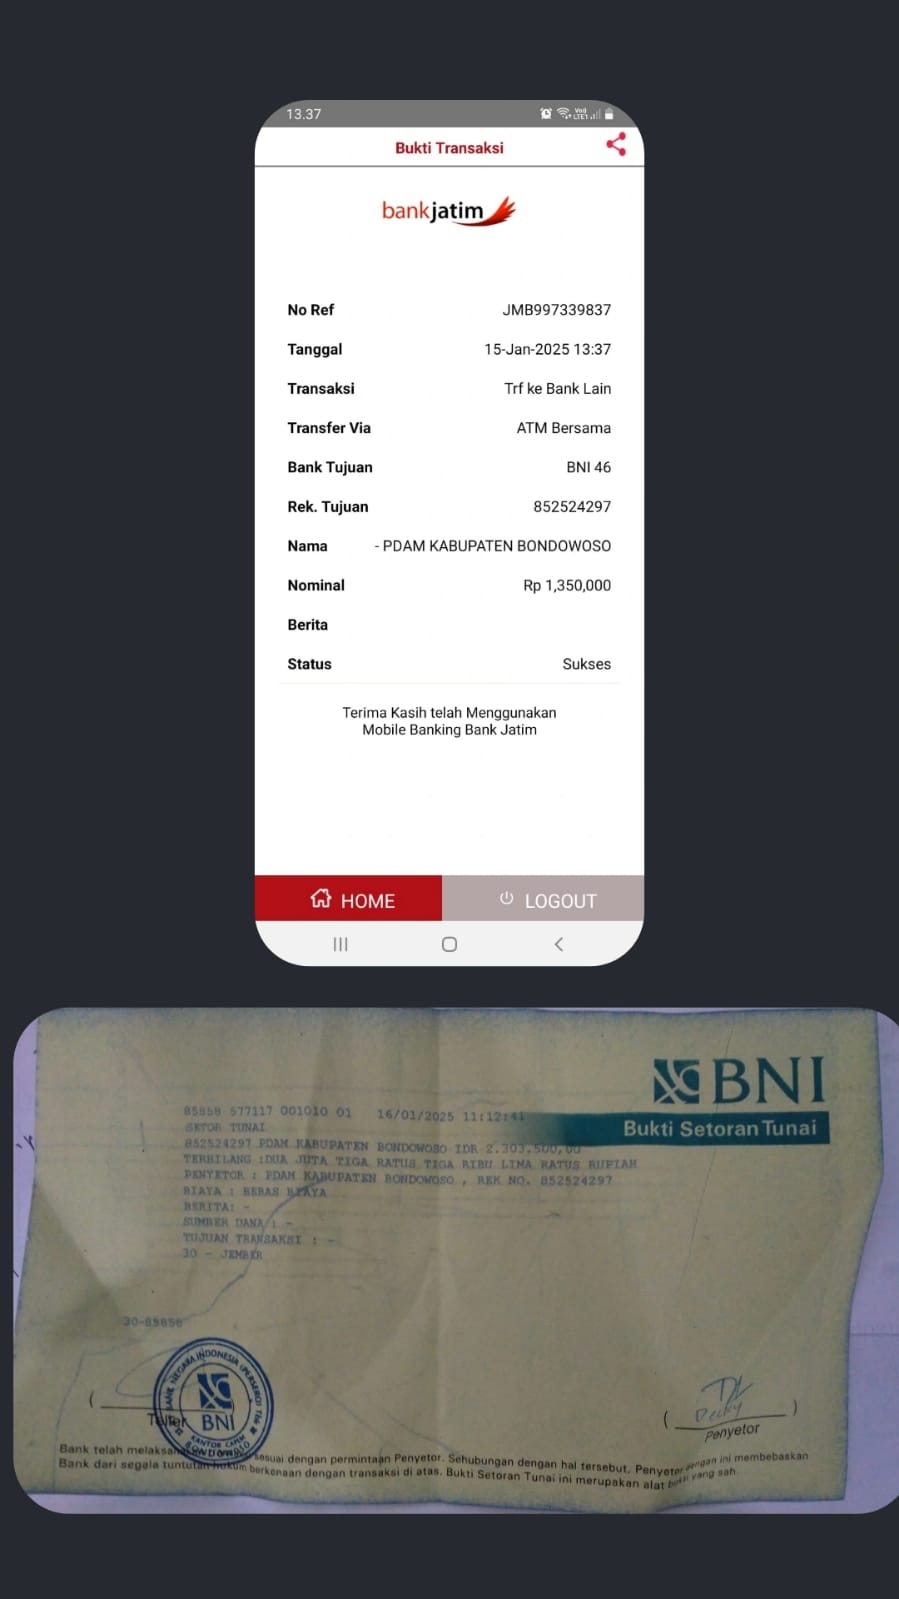 13.37
Bukti Transaksi
bankjatim
No Ref JMB997339837
Tanggal 15-Jan-2025 13:37
Transaksi Trf ke Bank Lain
Transfer Via ATM Bersama
Bank Tujuan BNI 46
Rek. Tujuan 852524297
Nama - PDAM KABUPATEN BONDOWOSO
Nominal Rp 1,350,000
Berita
Status Sukses
Terima Kasih telah Menggunakan
Mobile Banking Bank Jatim
HOME LOGOUT
BNI
Bukti Setoran Tunai
85858 577117 001010 01 16/01/2025 11:12:41
SETOR TUNAI
852524297 PDAM KABUPATEN BONDOWOSO IDR 2.303.500,00
TERBILANG :DUA JUTA TIGA RATUS TIGA RIBU LIMA RATUS RUPIAH
PENYETOR : PDAM KABUPATEN BONDOWOSO , REK NO. 852524297
BIAYA : BEBAS BIAYA
BERITA: -
SUMBER DANA : -
TUJUAN TRANSAKSI : -
30 - JEMBER
30-85858
BANK NEGARA INDONESIA (PERSERO) Tbk
BNI
KANTOR
BONDOWOSO
( Teller
( )
Penyetor
Bank telah sesuai dengan permintaan Penyetor. Sehubungan dengan hal tersebut, Penyetor dengan ini membebaskan
Bank dari segala tuntutan hukum berkenaan dengan transaksi di atas. Bukti Setoran Tunai ini merupakan alat bukti yang sah.